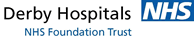 Derby Hospitals NHS
NHS Foundation Trust